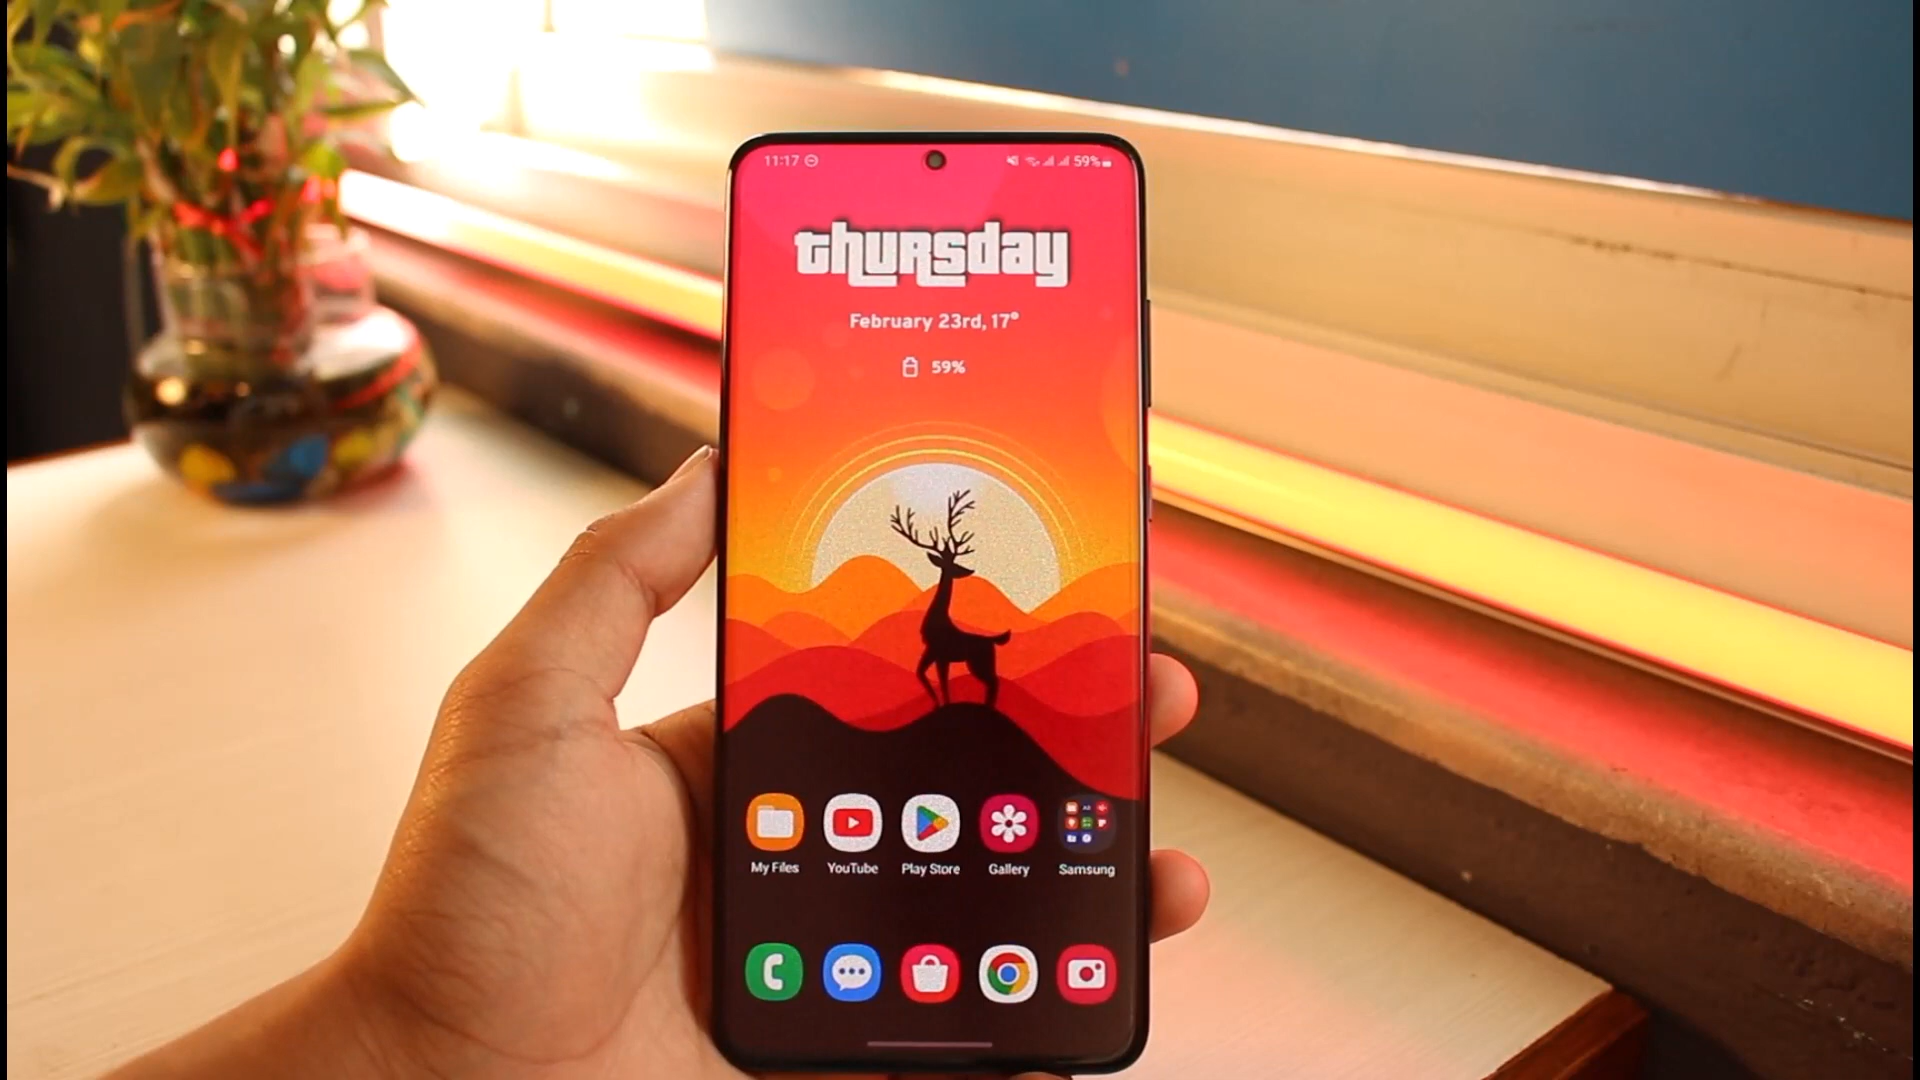 11:17 59%
thursday
February 23rd, 17°
59%
My Files YouTube Play Store Gallery Samsung